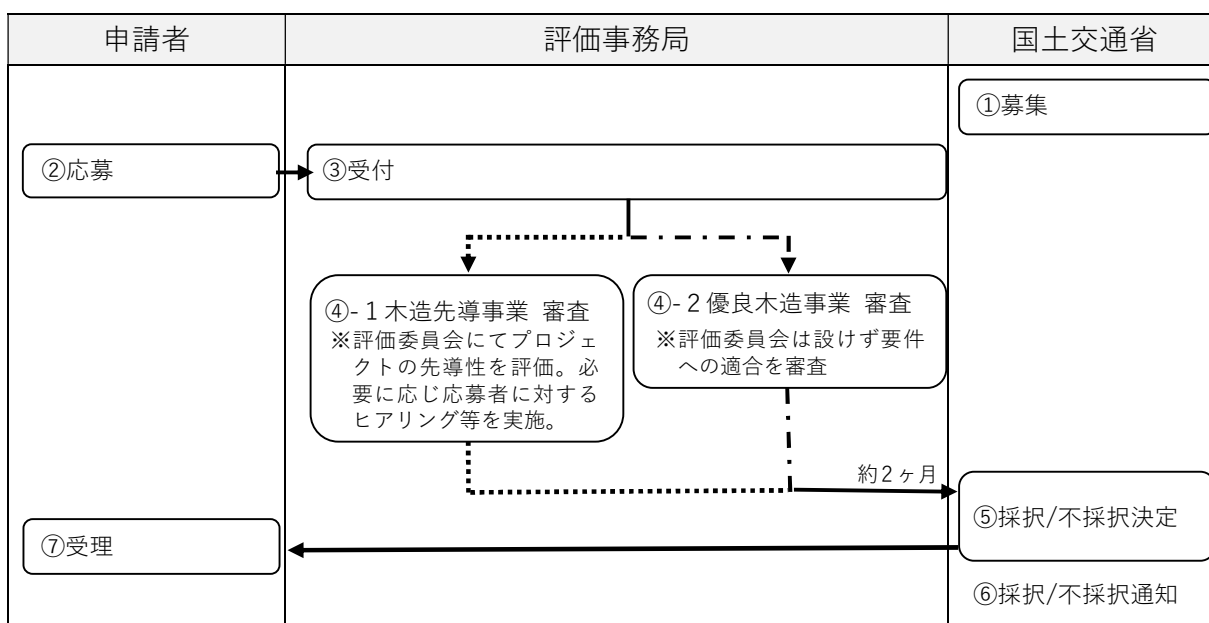 申請者
評価事務局
国土交通省
①募集
②応募
③受付
④-１木造先導事業 審査
※評価委員会にてプロジェ
クトの先導性を評価。必
要に応じ応募者に対する
ヒアリング等を実施。
④-２優良木造事業 審査
※評価委員会は設けず要件
への適合を審査
約2ヶ月
⑤採択/不採択決定
⑦受理
⑥採択/不採択通知